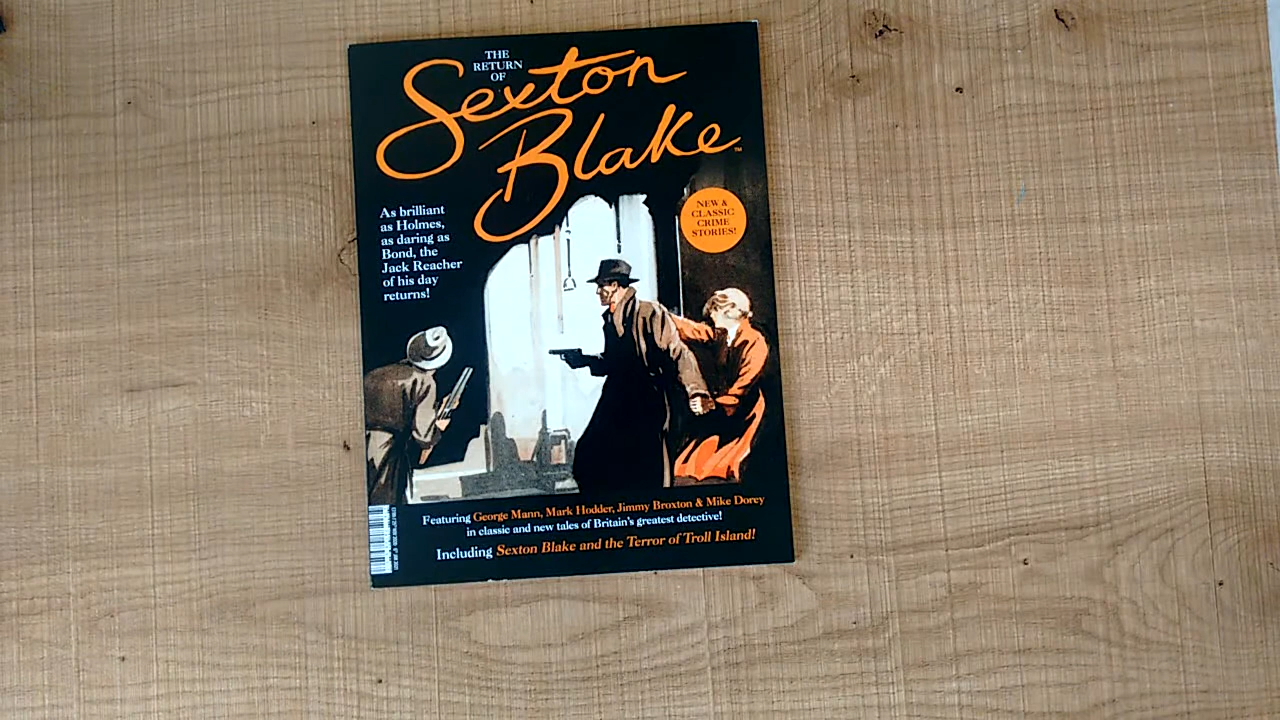 THE
RETURN
OF
Sexton
Blake
™
NEW &
CLASSIC
CRIME
STORIES!
As brilliant
as Holmes,
as daring as
Bond, the
Jack Reacher
of his day
returns!
Featuring George Mann, Mark Hodder, Jimmy Broxton & Mike Dorey
in classic and new tales of Britain's greatest detective!
Including Sexton Blake and the Terror of Troll Island!